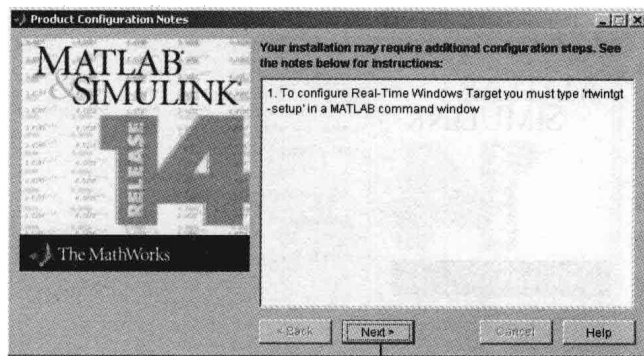 Product Configuration Notes
MATLAB
& SIMULINK
RELEASE
14
The MathWorks
Your installation may require additional configuration steps. See
the notes below for instructions:
1. To configure Real-Time Windows Target you must type 'rtwintgt
-setup' in a MATLAB command window
< Back
Next >
Cancel
Help